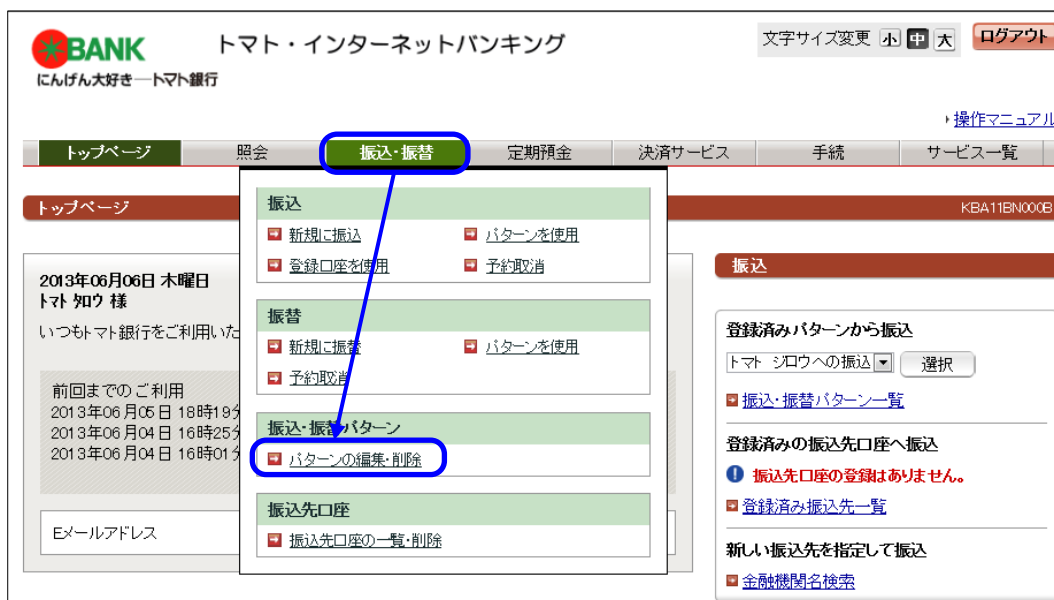 BANK
トマト・インターネットバンキング
文字サイズ変更 小 中 大 ログアウト
にんげん大好き―トマト銀行
操作マニュアル
トップページ 照会 振込・振替 定期預金 決済サービス 手続 サービス一覧
トップページ
KBA11BN000B
振込
新規に振込 パターンを使用
登録口座を使用 予約取消
振替
新規に振替 パターンを使用
予約取消
振込・振替パターン
パターンの編集・削除
振込先口座
振込先口座の一覧・削除
2013年06月06日 木曜日
トマト タロウ 様
いつもトマト銀行をご利用いた
前回までのご利用
2013年06月05日 18時19分
2013年06月04日 16時25分
2013年06月04日 16時01分
Eメールアドレス
振込
登録済みパターンから振込
トマト ジロウへの振込 選択
振込・振替パターン一覧
登録済みの振込先口座へ振込
振込先口座の登録はありません。
登録済み振込先一覧
新しい振込先を指定して振込
金融機関名検索